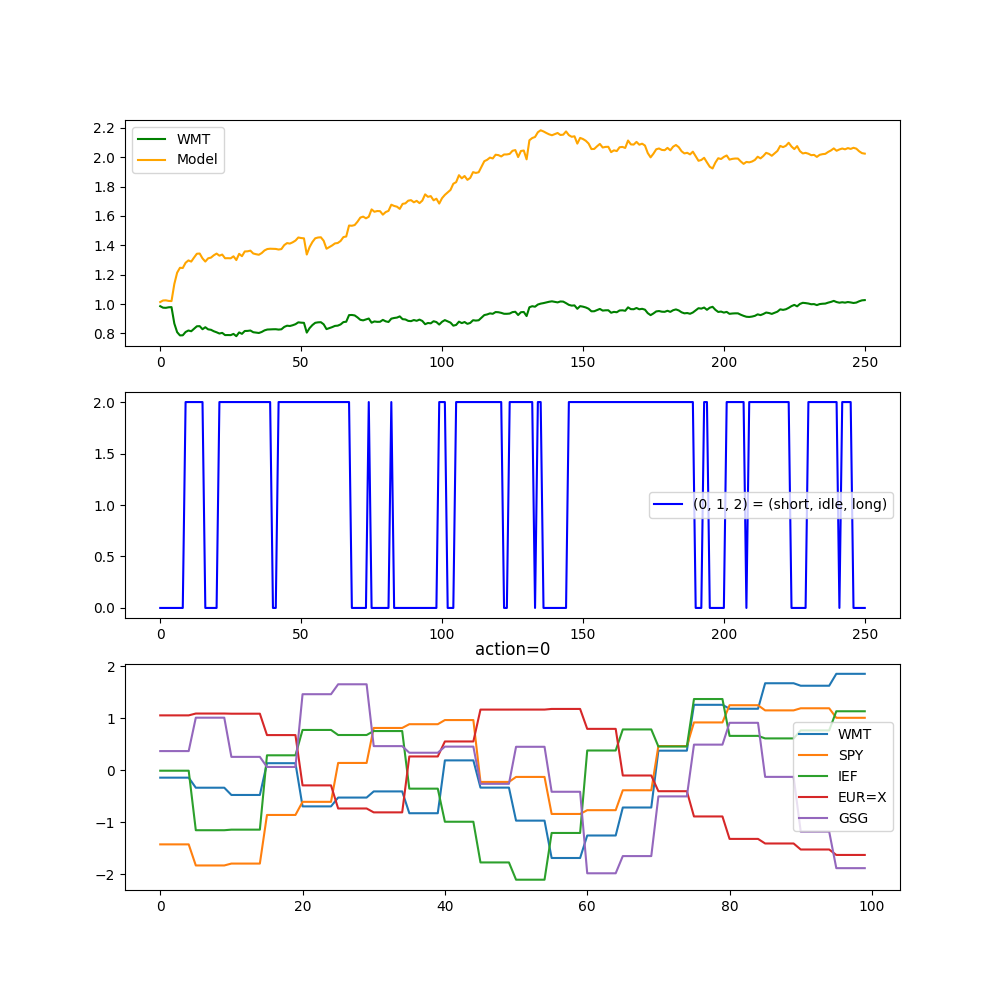 2.2
2.0
1.8
1.6
1.4
1.2
1.0
0.8
WMT
Model
0 50 100 150 200 250
2.0
1.5
1.0
0.5
0.0
(0, 1, 2) = (short, idle, long)
0 50 100 150 200 250
action=0
2
1
0
−1
−2
WMT
SPY
IEF
EUR=X
GSG
0 20 40 60 80 100